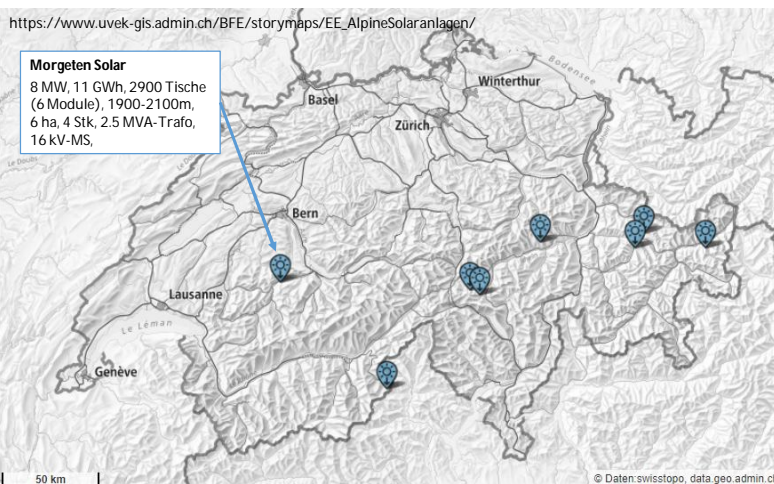 https://www.uvek-gis.admin.ch/BFE/storymaps/EE_AlpineSolaranlagen/
Morgeten Solar
8 MW, 11 GWh, 2900 Tische
(6 Module), 1900-2100m,
6 ha, 4 Stk, 2.5 MVA-Trafo,
16 kV-MS,
Bodensee
Winterthur
Basel
Zürich
Le Doubs
Bern
Lausanne
Le Léman
Genève
50 km
© Daten:swisstopo, data.geo.admin.c